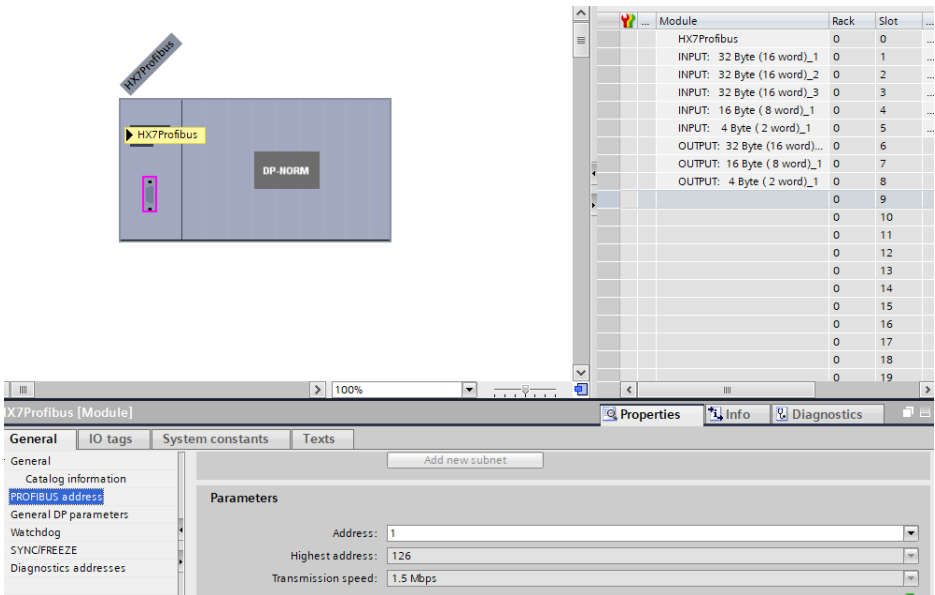 HX7Profibus
HX7Profibus
DP-NORM
100%
... Module Rack Slot ...
HX7Profibus 0 0 ...
INPUT: 32 Byte (16 word)_1 0 1 ...
INPUT: 32 Byte (16 word)_2 0 2 ...
INPUT: 32 Byte (16 word)_3 0 3 ...
INPUT: 16 Byte ( 8 word)_1 0 4 ...
INPUT: 4 Byte ( 2 word)_1 0 5 ...
OUTPUT: 32 Byte (16 word)... 0 6
OUTPUT: 16 Byte ( 8 word)_1 0 7
OUTPUT: 4 Byte ( 2 word)_1 0 8
0 9
0 10
0 11
0 12
0 13
0 14
0 15
0 16
0 17
0 18
0 19
HX7Profibus [Module]
Properties Info Diagnostics
General IO tags System constants Texts
General
Catalog information
PROFIBUS address
General DP parameters
Watchdog
SYNC/FREEZE
Diagnostics addresses
Add new subnet
Parameters
Address: 1
Highest address: 126
Transmission speed: 1.5 Mbps